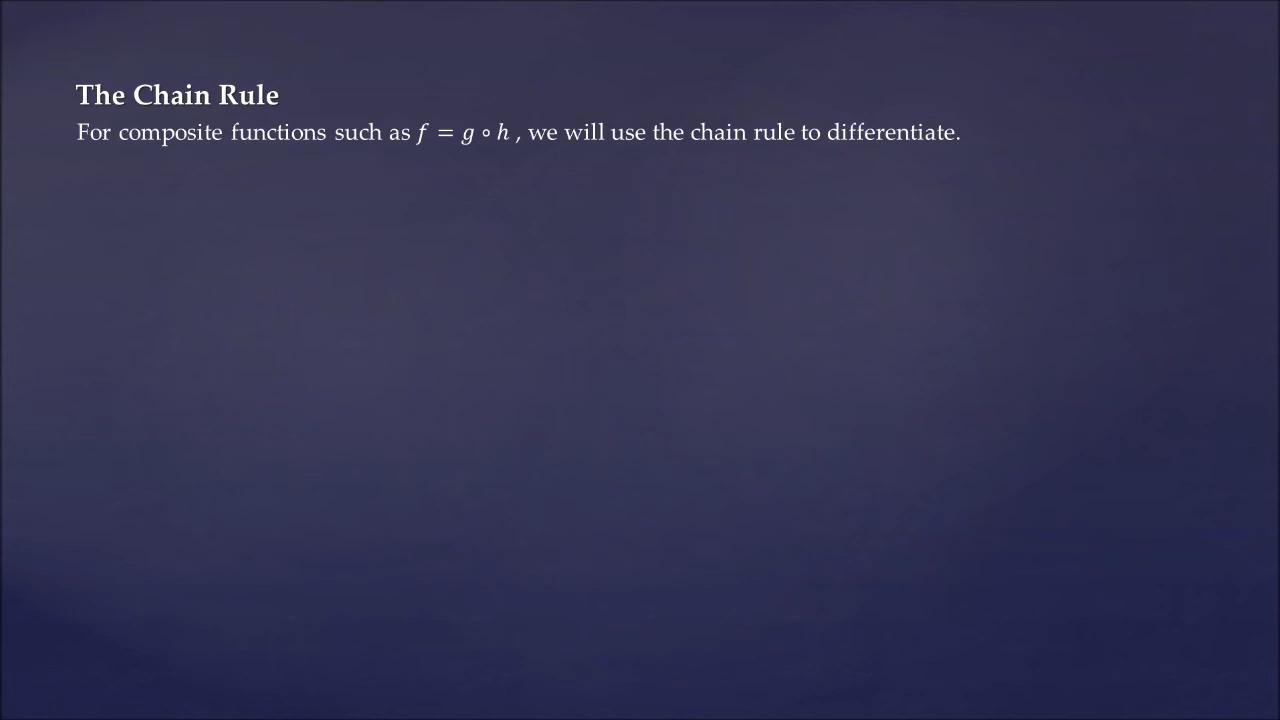 The Chain Rule
For composite functions such as f = g ∘ h , we will use the chain rule to differentiate.